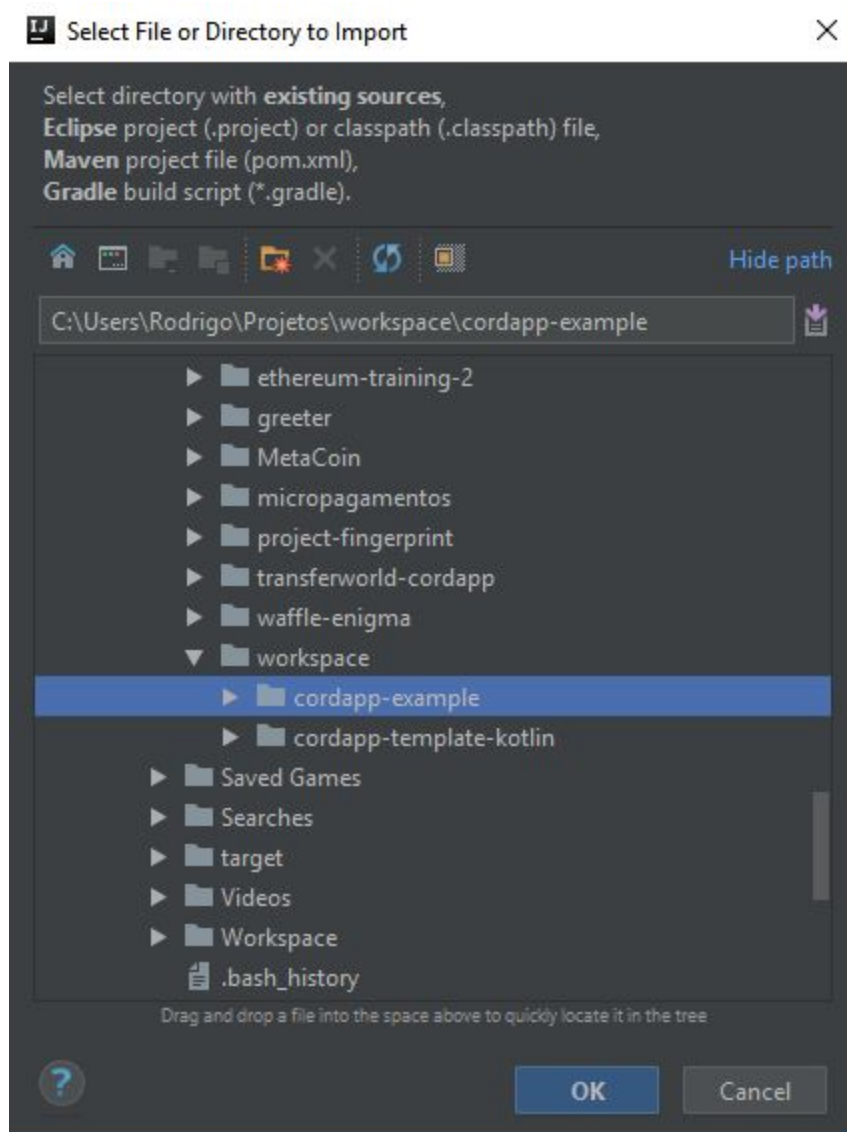 IJ Select File or Directory to Import
Select directory with existing sources,
Eclipse project (.project) or classpath (.classpath) file,
Maven project file (pom.xml),
Gradle build script (*.gradle).
Hide path
C:\Users\Rodrigo\Projetos\workspace\cordapp-example
ethereum-training-2
greeter
MetaCoin
micropagamentos
project-fingerprint
transferworld-cordapp
waffle-enigma
workspace
cordapp-example
cordapp-template-kotlin
Saved Games
Searches
target
Videos
Workspace
.bash_history
Drag and drop a file into the space above to quickly locate it in the tree
? OK Cancel